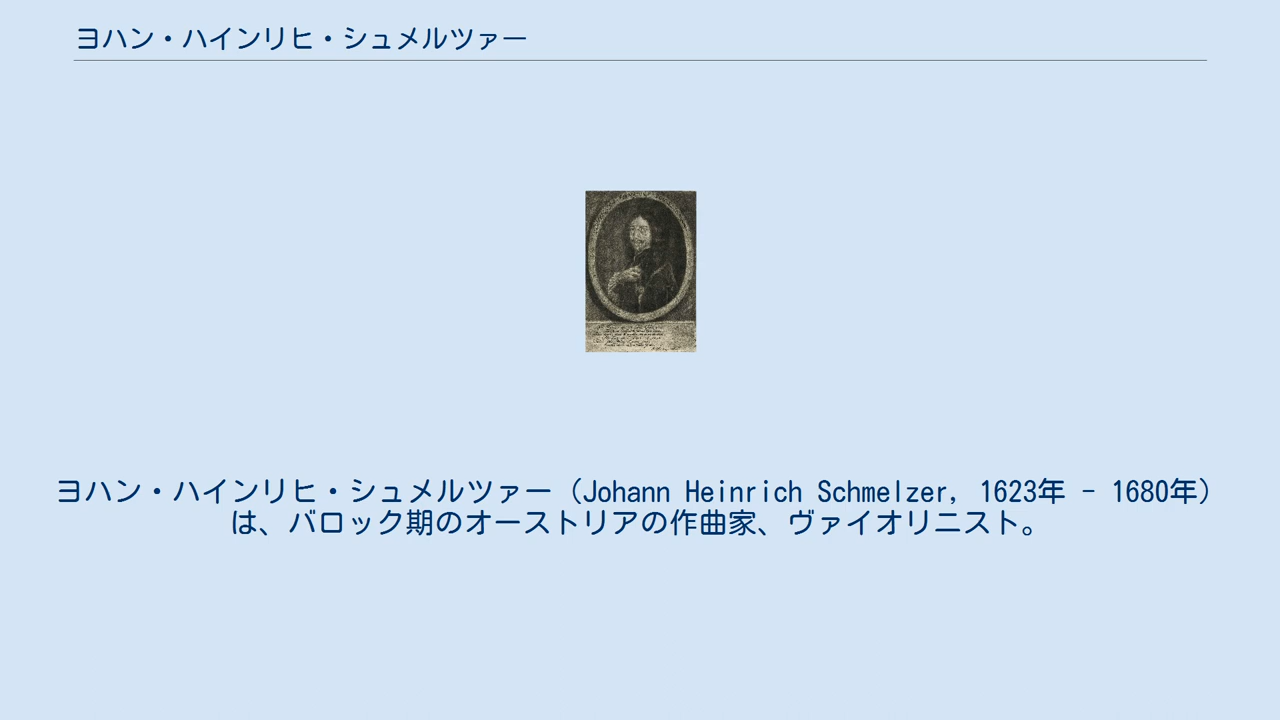 ヨハン・ハインリヒ・シュメルツァー
ヨハン・ハインリヒ・シュメルツァー（Johann Heinrich Schmelzer, 1623年 - 1680年）
は、バロック期のオーストリアの作曲家、ヴァイオリニスト。